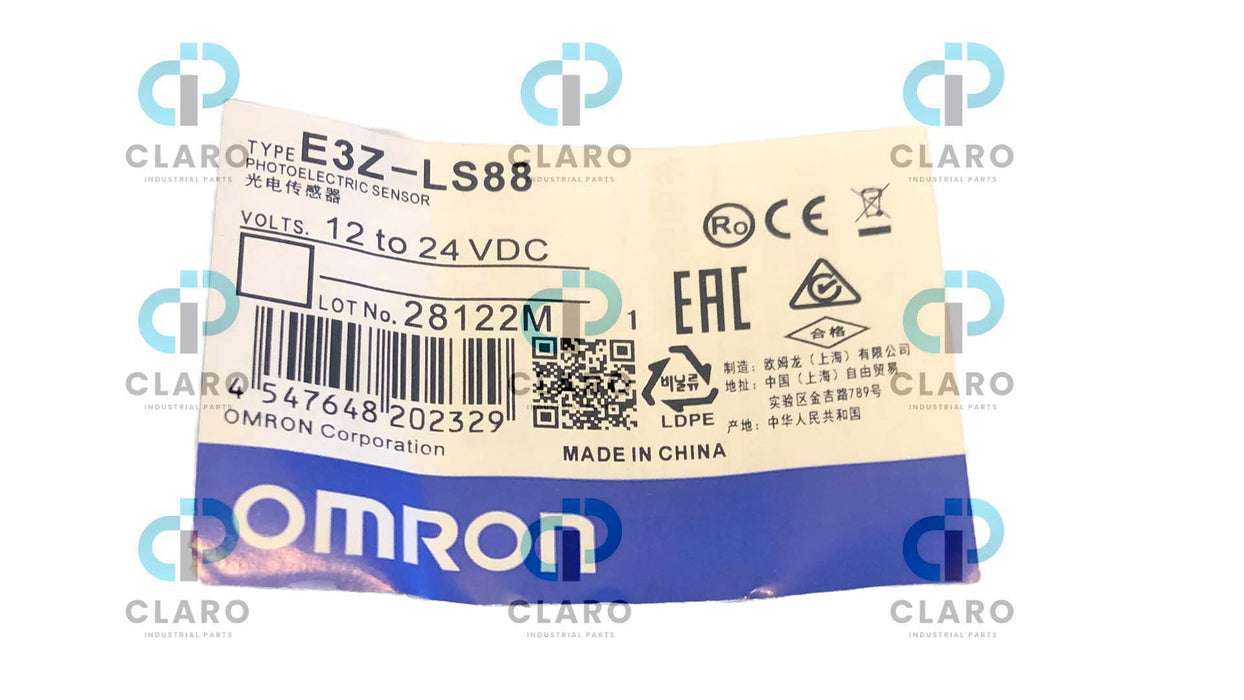 TYPE E3Z-LS88
PHOTOELECTRIC SENSOR
光电传感器
VOLTS. 12 to 24 VDC
LOT No. 28122M 1
4 547648 202329
OMRON Corporation
Ro CE
EAC
合格
비닐류
LDPE
制造: 欧姆龙 (上海) 有限公司
地址: 中国 (上海) 自由贸易
实验区金吉路789号
产地: 中华人民共和国
MADE IN CHINA
OMRON
CLARO
INDUSTRIAL PARTS
CLARO
INDUSTRIAL PARTS
CLARO
INDUSTRIAL PARTS
CLARO
INDUSTRIAL PARTS
CLARO
INDUSTRIAL PARTS
CLARO
INDUSTRIAL PARTS
CLARO
INDUSTRIAL PARTS
CLARO
INDUSTRIAL PARTS